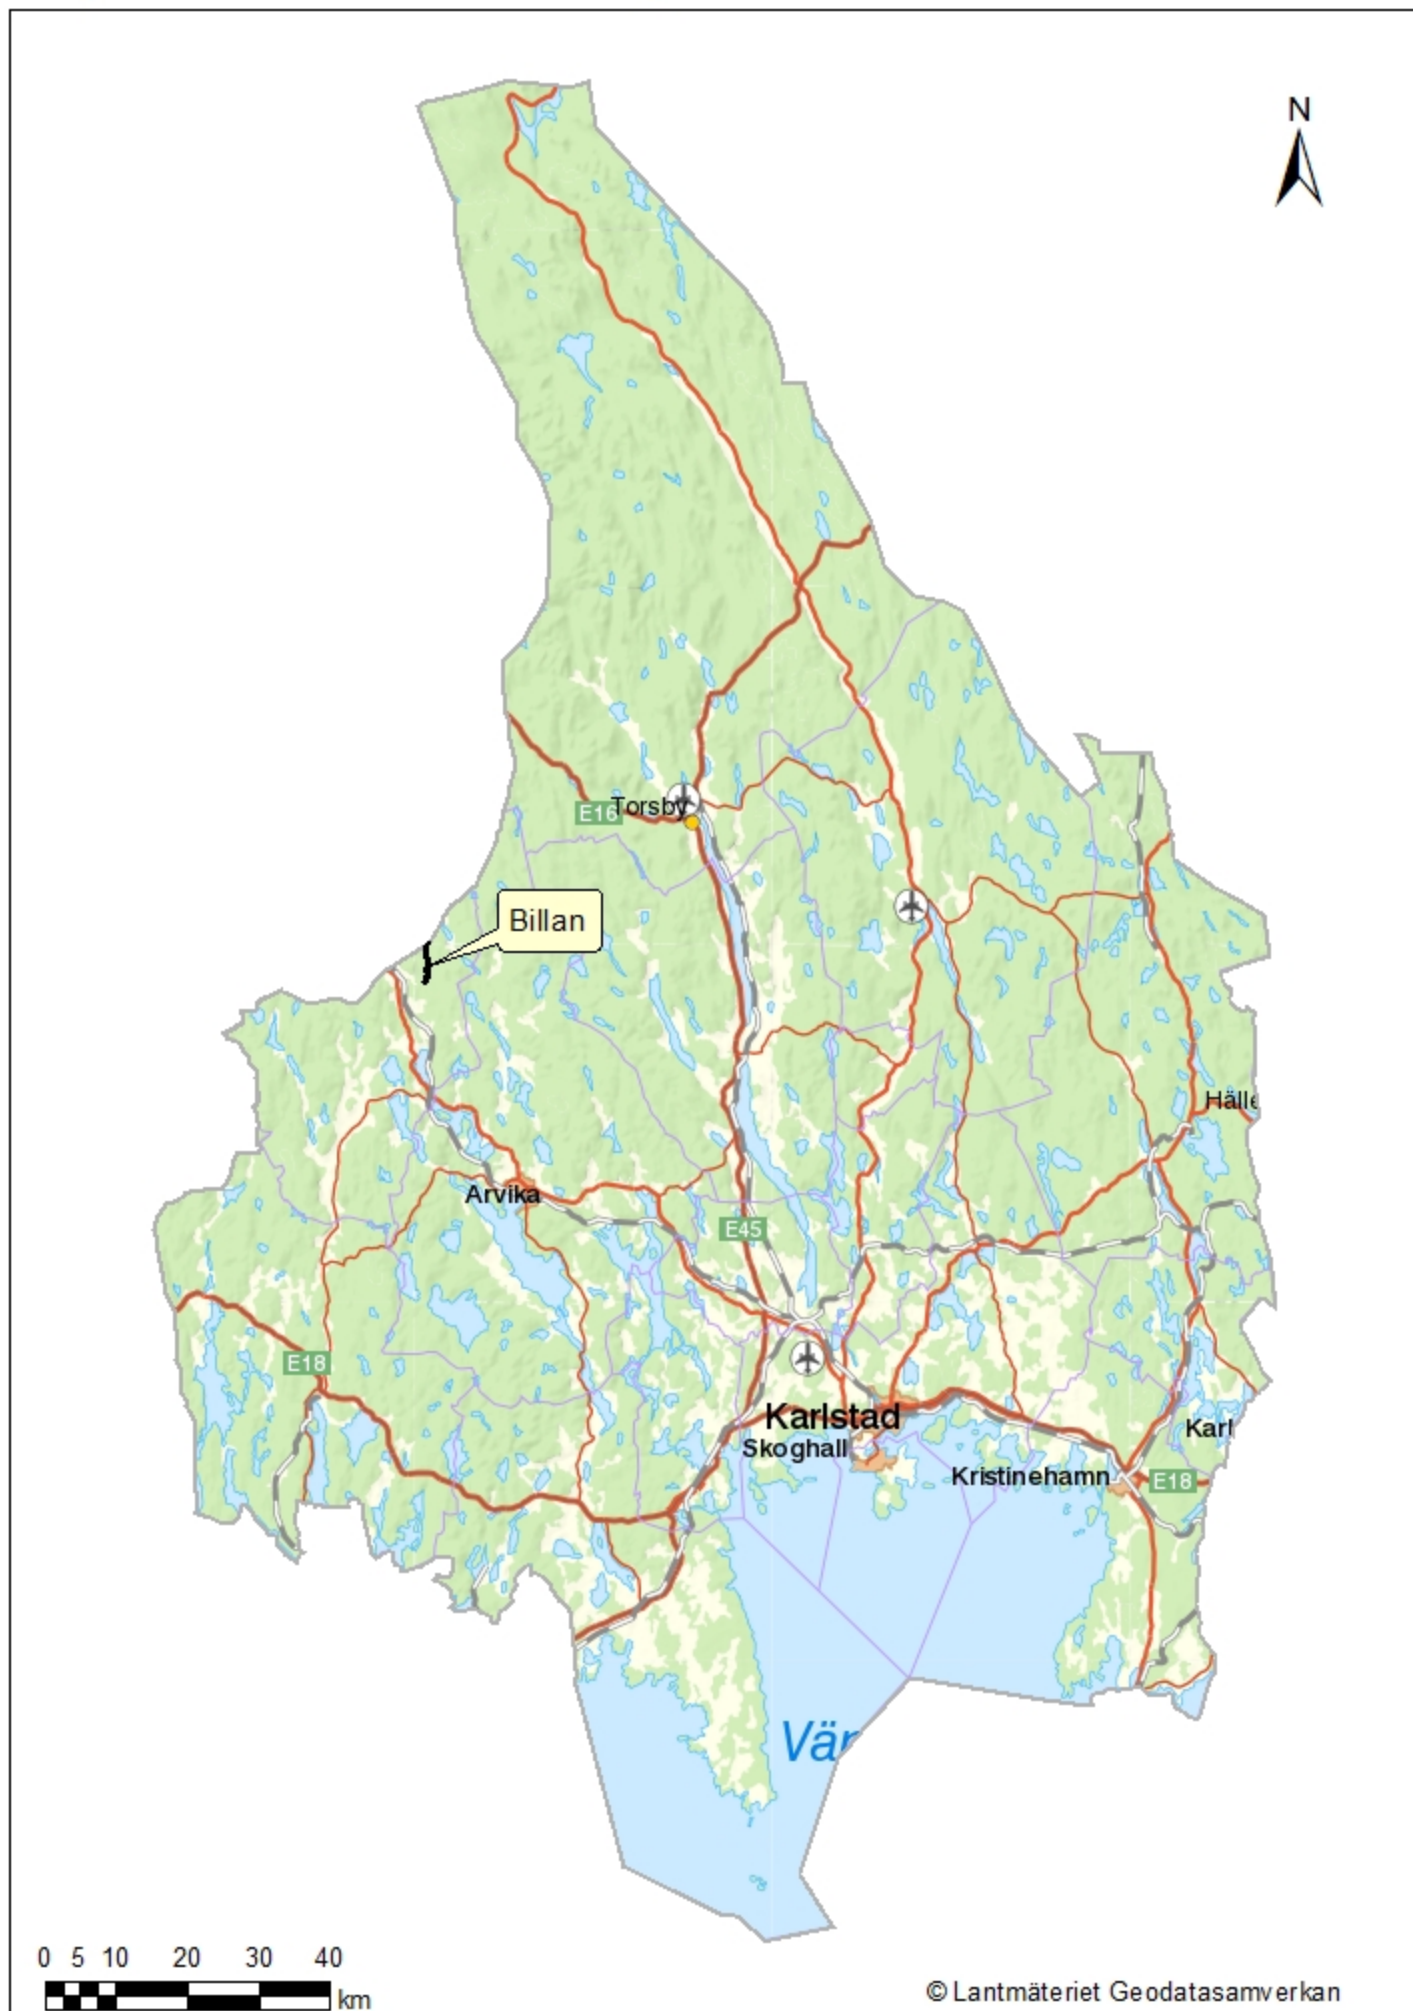 N
E16
Torsby
Billan
Hälle
Arvika
E45
E18
Karlstad
Skoghall
Karl
Kristinehamn
E18
Vär
0 5 10 20 30 40
km
© Lantmäteriet Geodatasamverkan